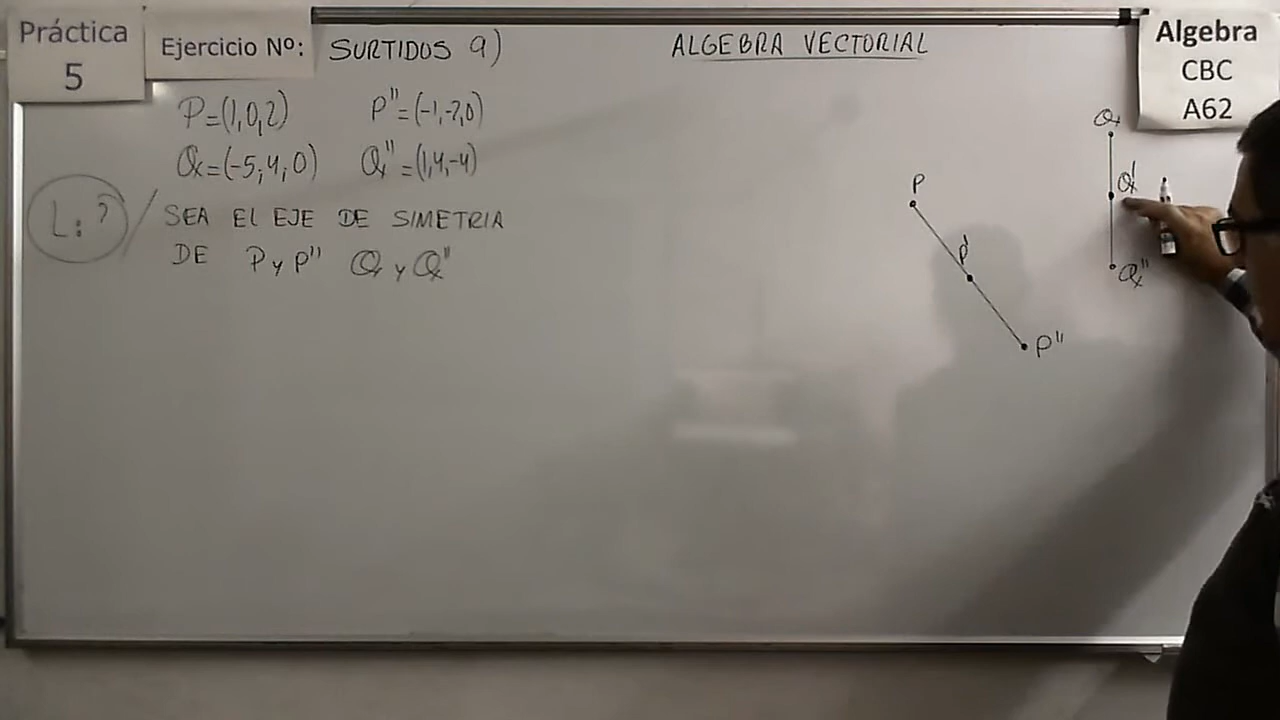 Práctica
5
Ejercicio Nº: SURTIDOS 9)
ALGEBRA VECTORIAL
Algebra
CBC
A62
P=(1,0,2) P"=(-1,-2,0)
Q=(-5,4,0) Q"=(1,4,-4)
L: ? / SEA EL EJE DE SIMETRIA
DE P y P" Q y Q"
P
P'
P"
Q
Q'
Q"